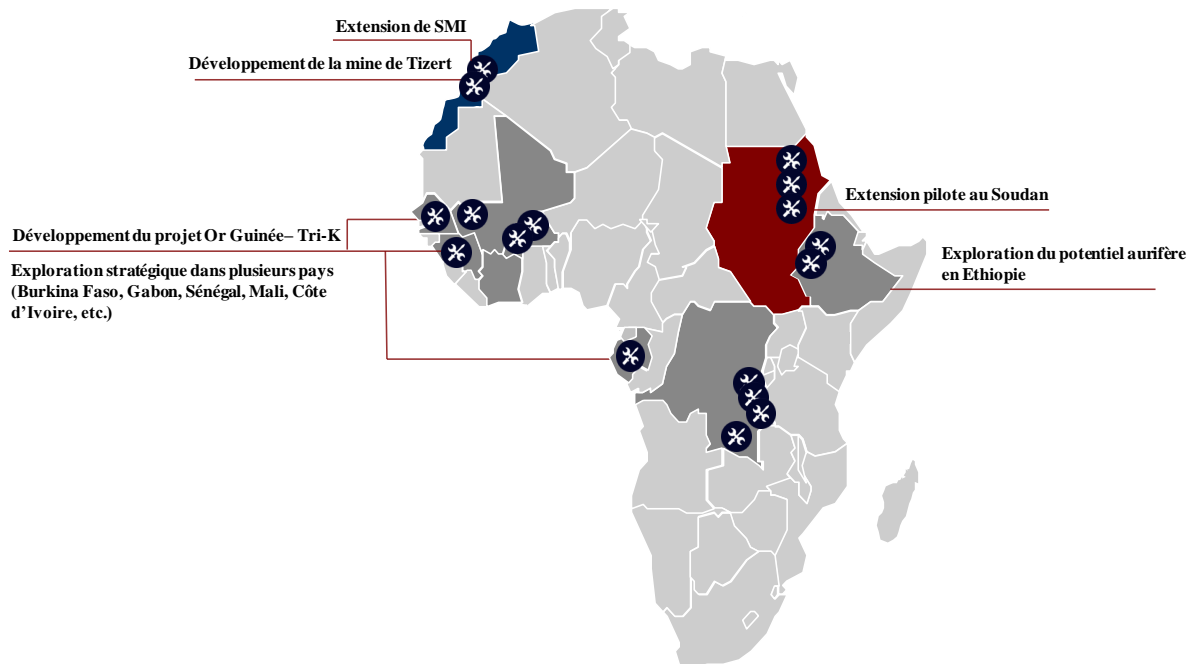 Extension de SMI
Développement de la mine de Tizert
Extension pilote au Soudan
Développement du projet Or Guinée– Tri-K
Exploration du potentiel aurifère
en Ethiopie
Exploration stratégique dans plusieurs pays
(Burkina Faso, Gabon, Sénégal, Mali, Côte
d’Ivoire, etc.)